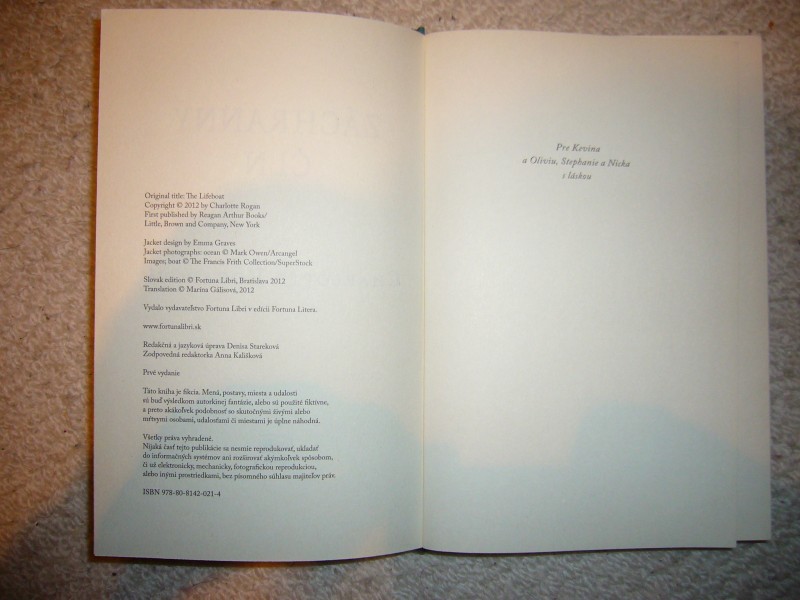 Original title: The Lifeboat
Copyright © 2012 by Charlotte Rogan
First published by Reagan Arthur Books/
Little, Brown and Company, New York
Jacket design by Emma Graves
Jacket photographs: ocean © Mark Owen/Arcangel
Images; boat © The Francis Frith Collection/SuperStock
Slovak edition © Fortuna Libri, Bratislava 2012
Translation © Marína Gálisová, 2012
Vydalo vydavateľstvo Fortuna Libri v edícii Fortuna Litera.
www.fortunalibri.sk
Redakčná a jazyková úprava Denisa Stareková
Zodpovedná redaktorka Anna Kališková
Prvé vydanie
Táto kniha je fikcia. Mená, postavy, miesta a udalosti
sú buď výsledkom autorkinej fantázie, alebo sú použité fiktívne,
a preto akákoľvek podobnosť so skutočnými živými alebo
mŕtvymi osobami, udalosťami či miestami je úplne náhodná.
Všetky práva vyhradené.
Nijaká časť tejto publikácie sa nesmie reprodukovať, ukladať
do informačných systémov ani rozširovať akýmkoľvek spôsobom,
či už elektronicky, mechanicky, fotografickou reprodukciou,
alebo inými prostriedkami, bez písomného súhlasu majiteľov práv.
ISBN 978-80-8142-021-4
Pre Kevina
a Oliviu, Stephanie a Nicka
s láskou